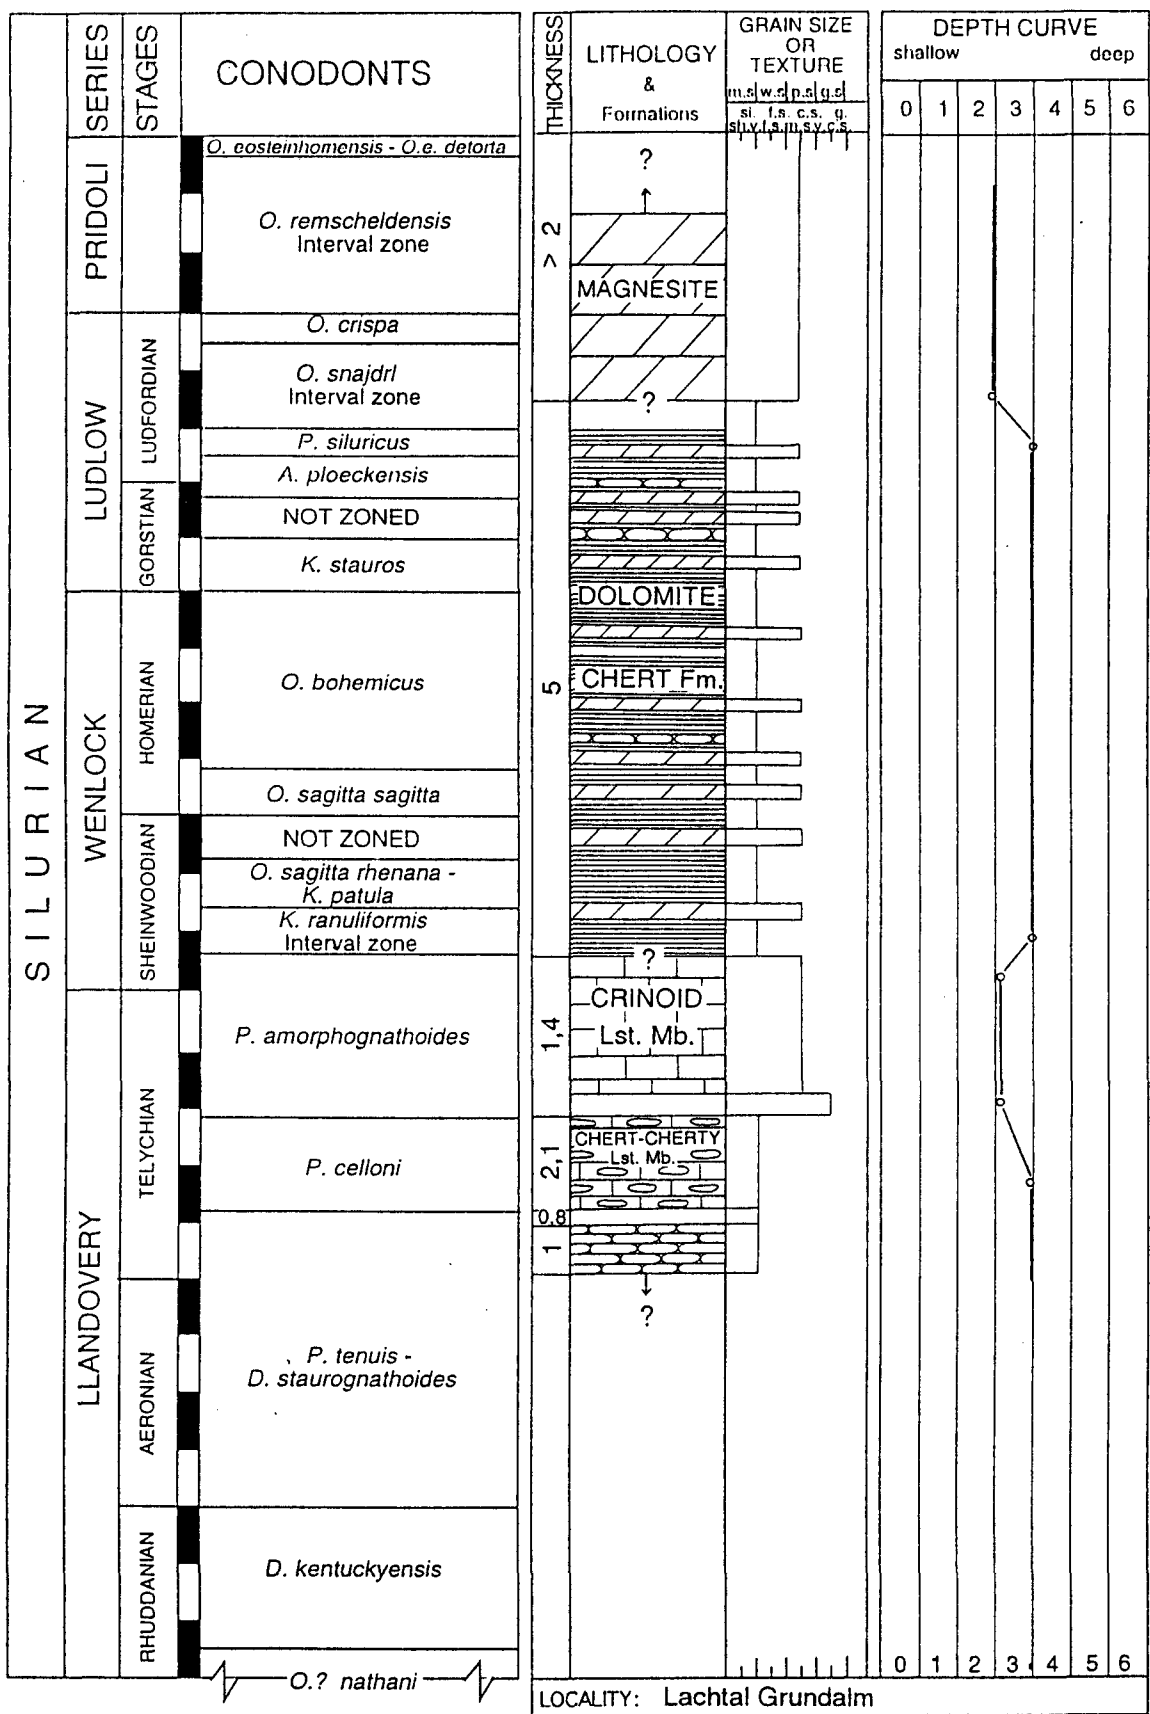 SERIES
STAGES
CONODONTS
THICKNESS
LITHOLOGY
&
Formations
GRAIN SIZE
OR
TEXTURE
m.s. w.s. p.s. g.s.
si. f.s. c.s. g.
sh. v.f.s. m.s. v.c.s.
DEPTH CURVE
shallow deep
0 1 2 3 4 5 6
SILURIAN
PRIDOLI
LUDLOW
WENLOCK
LLANDOVERY
LUDFORDIAN
GORSTIAN
HOMERIAN
SHEINWOODIAN
TELYCHIAN
AERONIAN
RHUDDANIAN
O. eosteinhornensis - O.e. detorta
O. remscheidensis
Interval zone
O. crispa
O. snajdri
Interval zone
P. siluricus
A. ploeckensis
NOT ZONED
K. stauros
O. bohemicus
O. sagitta sagitta
NOT ZONED
O. sagitta rhenana -
K. patula
K. ranuliformis
Interval zone
P. amorphognathoides
P. celloni
P. tenuis -
D. staurognathoides
D. kentuckyensis
O.? nathani
> 2
5
1,4
2,1
0.8
1
?
MAGNESITE
?
DOLOMITE
CHERT Fm.
?
CRINOID
Lst. Mb.
CHERT-CHERTY
Lst. Mb.
?
0 1 2 3 4 5 6
LOCALITY: Lachtal Grundalm